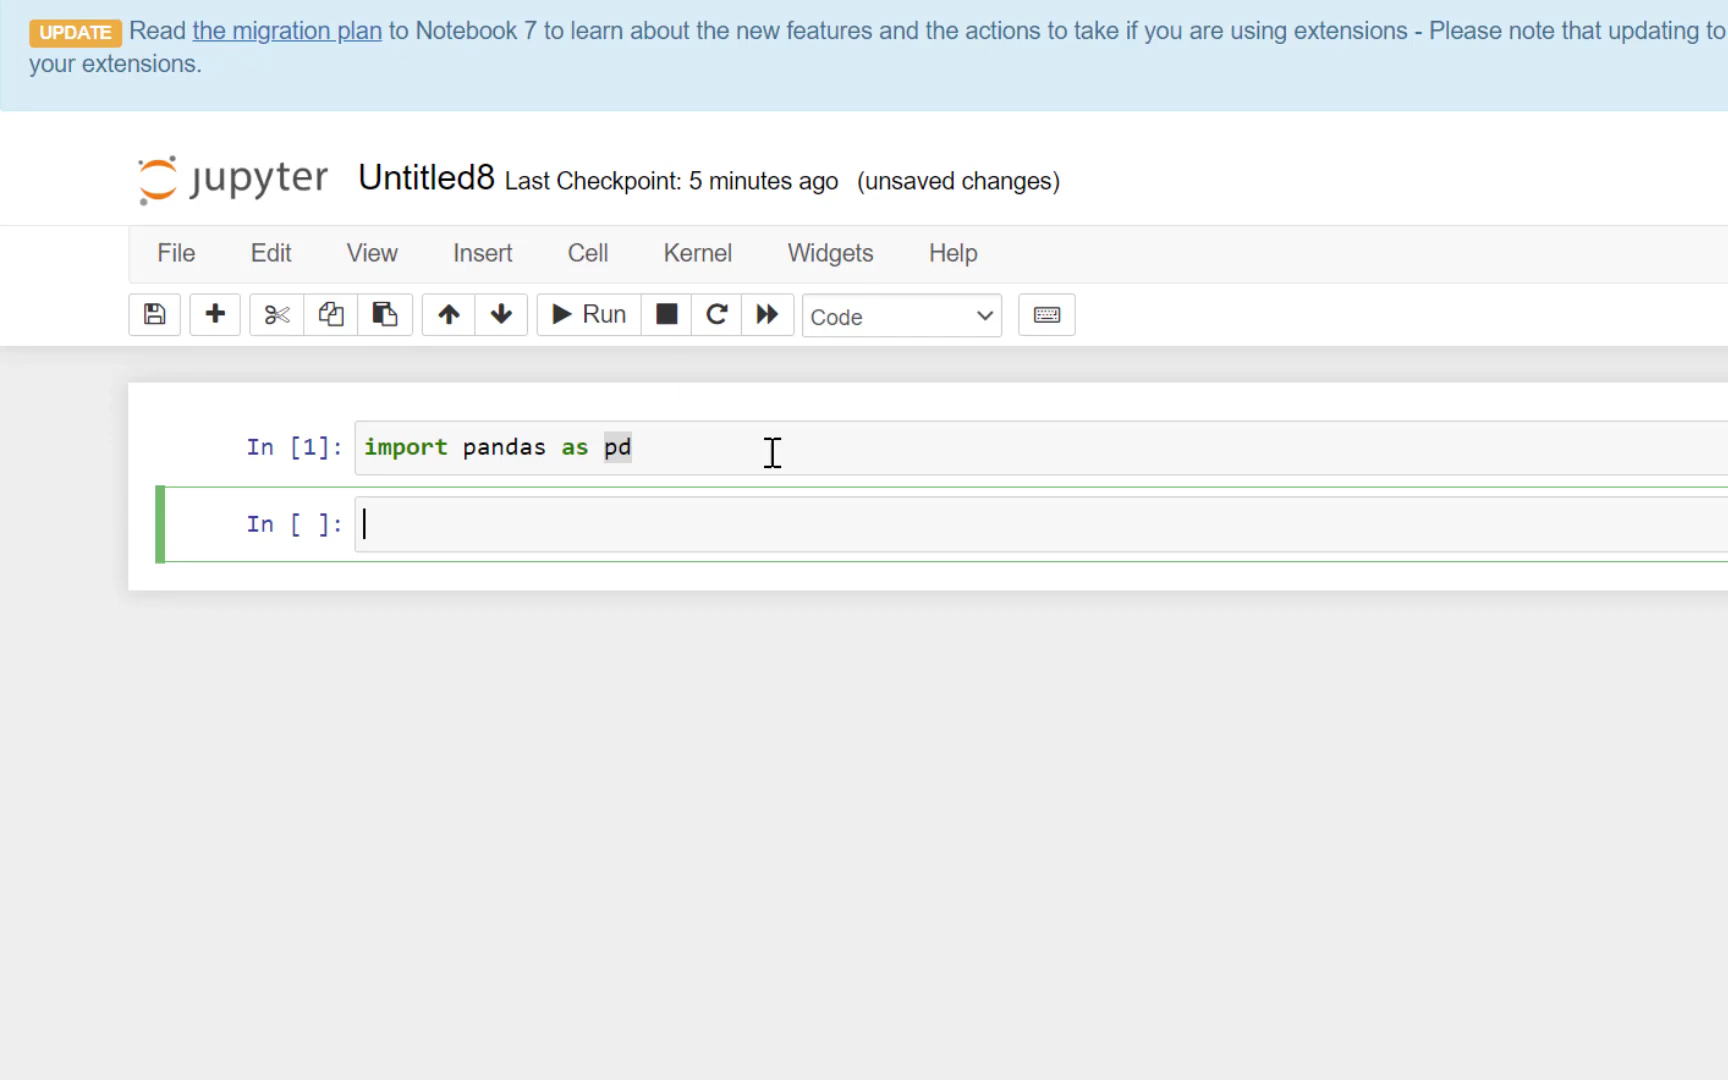 UPDATE Read the migration plan to Notebook 7 to learn about the new features and the actions to take if you are using extensions - Please note that updating to
your extensions.
jupyter Untitled8 Last Checkpoint: 5 minutes ago (unsaved changes)
File Edit View Insert Cell Kernel Widgets Help
Run Code
In [1]: import pandas as pd
In [ ]: